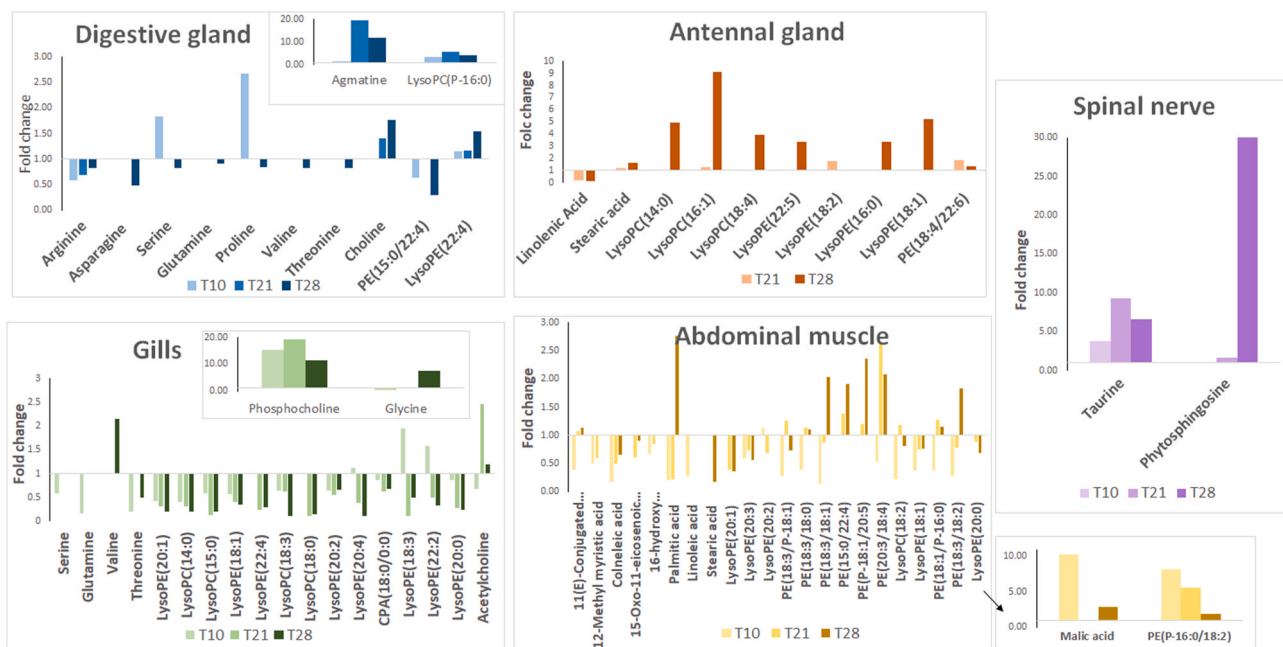 Digestive gland
Fold change
3.00
2.50
2.00
1.50
1.00
0.50
0.00
20.00
10.00
0.00
Agmatine
LysoPC(P-16:0)
Arginine
Asparagine
Serine
Glutamine
Proline
Valine
Threonine
Choline
PE(15:0/22:4)
LysoPE(22:4)
T10 T21 T28
Antennal gland
Folc change
10
9
8
7
6
5
4
3
2
1
0
Linolenic Acid
Stearic acid
LysoPC(14:0)
LysoPC(16:1)
LysoPC(18:4)
LysoPE(22:5)
LysoPE(18:2)
LysoPE(16:0)
LysoPE(18:1)
PE(18:4/22:6)
T21 T28
Spinal nerve
Fold change
30.00
25.00
20.00
15.00
10.00
5.00
0.00
Taurine
Phytosphingosine
T10 T21 T28
Gills
Fold change
3
2.5
2
1.5
1
0.5
0
20.00
10.00
0.00
Phosphocholine
Glycine
Serine
Glutamine
Valine
Threonine
LysoPE(20:1)
LysoPC(14:0)
LysoPC(15:0)
LysoPE(18:1)
LysoPE(22:4)
LysoPC(18:3)
LysoPC(18:0)
LysoPE(20:2)
LysoPE(20:4)
CPA(18:0/0:0)
LysoPE(18:3)
LysoPE(22:2)
LysoPE(20:0)
Acetylcholine
T10 T21 T28
Abdominal muscle
Fold change
3.00
2.50
2.00
1.50
1.00
0.50
0.00
11(E)-Conjugated...
12-Methyl myristic acid
Colneleic acid
15-Oxo-11-eicosenoic...
16-hydroxy...
Palmitic acid
Linoleic acid
Stearic acid
LysoPE(20:1)
LysoPE(20:3)
LysoPE(20:2)
PE(18:3/P-18:1)
PE(18:3/18:0)
PE(18:3/18:1)
PE(15:0/22:4)
PE(P-18:1/20:5)
PE(20:3/18:4)
LysoPC(18:2)
LysoPC(18:1)
PE(18:1/P-16:0)
PE(18:3/18:2)
LysoPE(20:0)
T10 T21 T28
10.00
5.00
0.00
Malic acid
PE(P-16:0/18:2)